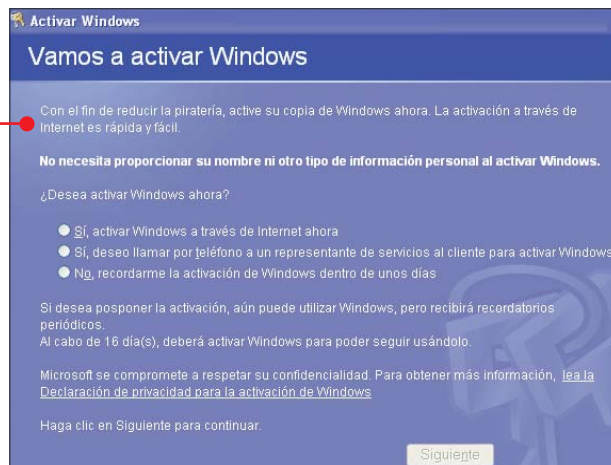 Activar Windows
Vamos a activar Windows
Con el fin de reducir la piratería, active su copia de Windows ahora. La activación a través de
Internet es rápida y fácil.
No necesita proporcionar su nombre ni otro tipo de información personal al activar Windows.
¿Desea activar Windows ahora?
Sí, activar Windows a través de Internet ahora
Sí, deseo llamar por teléfono a un representante de servicios al cliente para activar Windows
No, recordarme la activación de Windows dentro de unos días
Si desea posponer la activación, aún puede utilizar Windows, pero recibirá recordatorios
periódicos.
Al cabo de 16 día(s), deberá activar Windows para poder seguir usándolo.
Microsoft se compromete a respetar su confidencialidad. Para obtener más información, lea la
Declaración de privacidad para la activación de Windows
Haga clic en Siguiente para continuar.
Siguiente